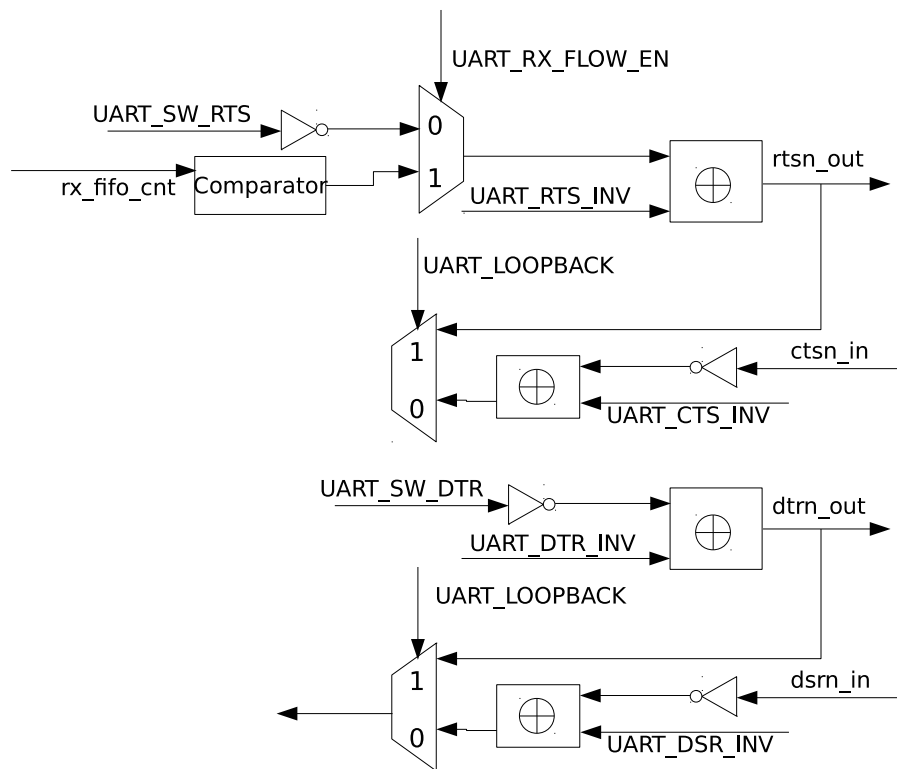 UART_RX_FLOW_EN
UART_SW_RTS
0
rx_fifo_cnt
Comparator
1
rtsn_out
UART_RTS_INV
UART_LOOPBACK
1
ctsn_in
0
UART_CTS_INV
UART_SW_DTR
dtrn_out
UART_DTR_INV
UART_LOOPBACK
1
dsrn_in
0
UART_DSR_INV